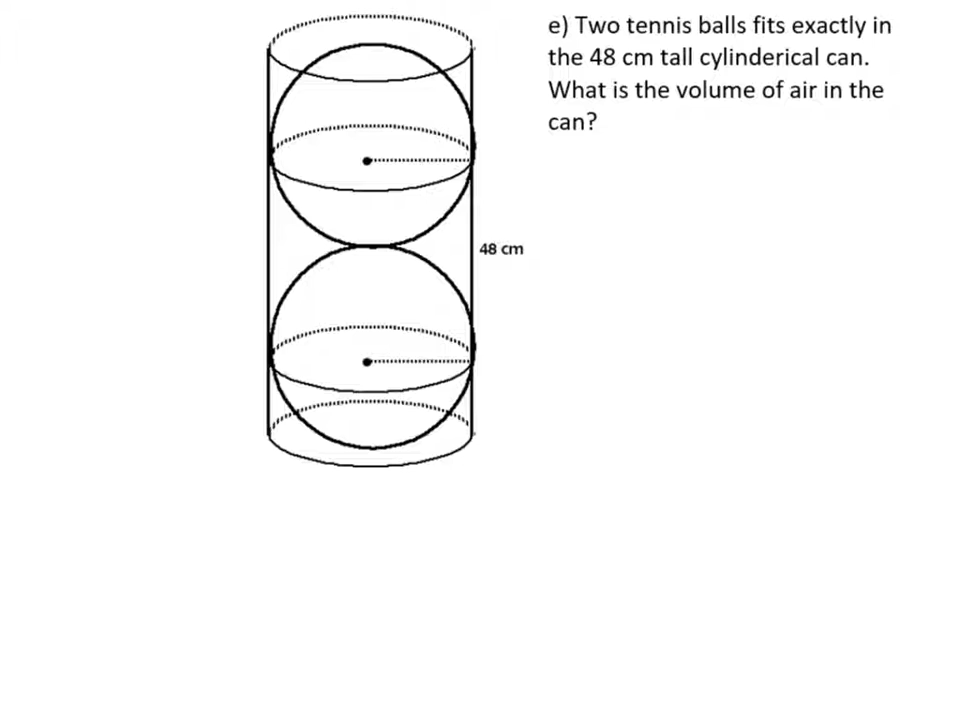 e) Two tennis balls fits exactly in
the 48 cm tall cylinderical can.
What is the volume of air in the
can?
48 cm